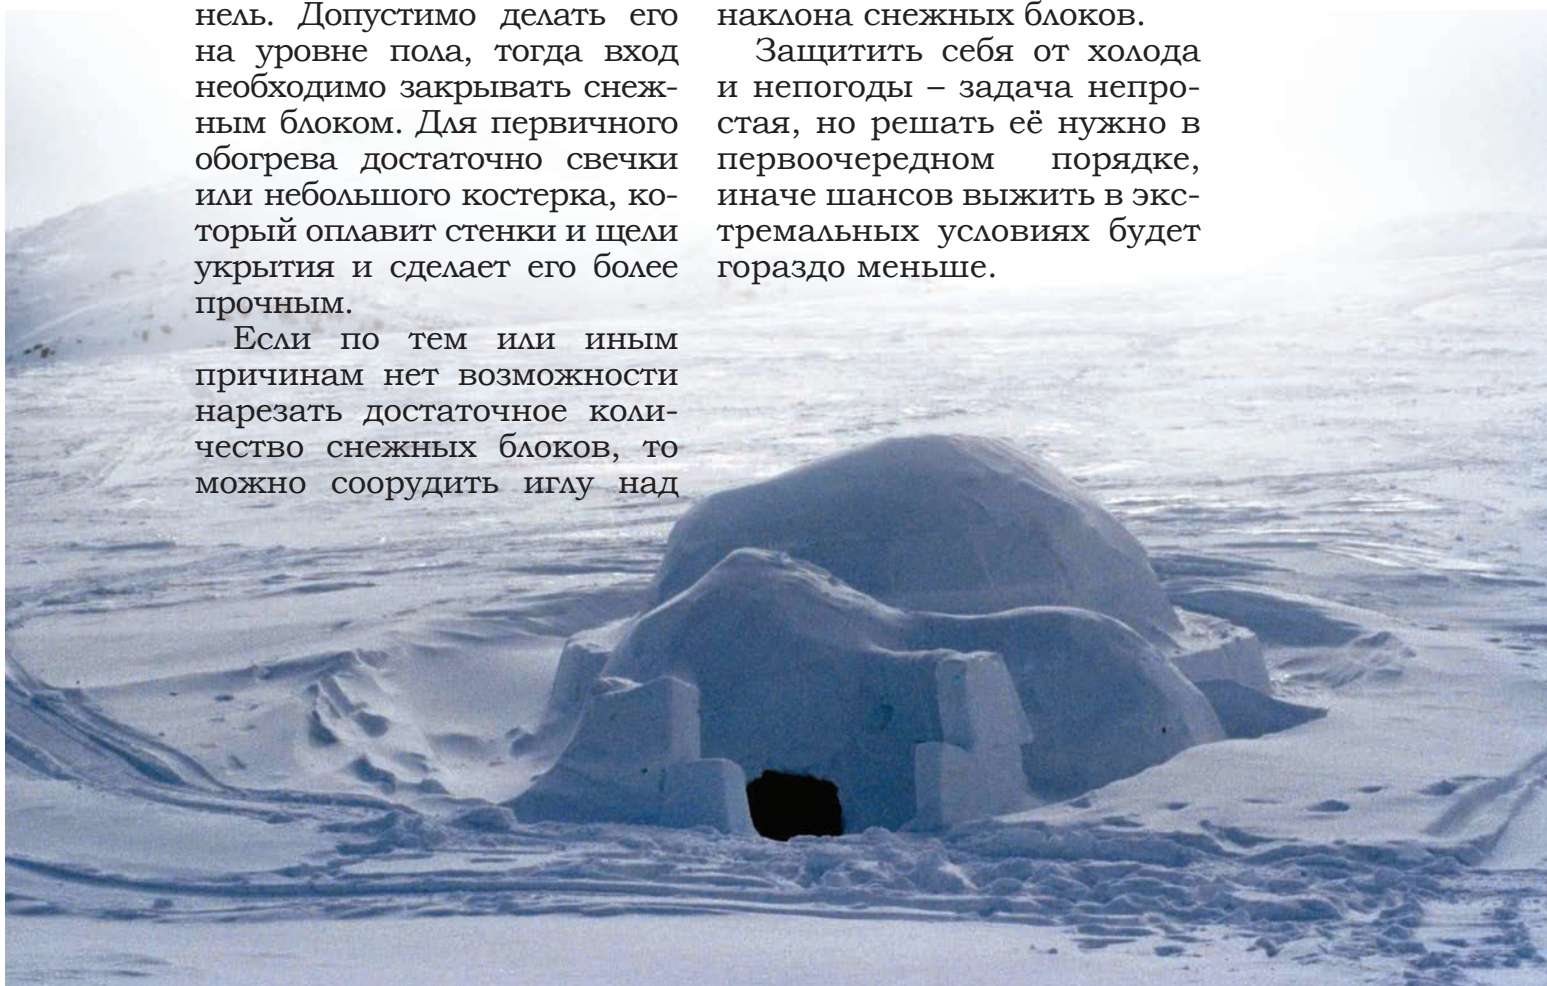 нель. Допустимо делать его
на уровне пола, тогда вход
необходимо закрывать снеж-
ным блоком. Для первичного
обогрева достаточно свечки
или небольшого костерка, ко-
торый оплавит стенки и щели
укрытия и сделает его более
прочным.
Если по тем или иным
причинам нет возможности
нарезать достаточное коли-
чество снежных блоков, то
можно соорудить иглу над
наклона снежных блоков.
Защитить себя от холода
и непогоды – задача непро-
стая, но решать её нужно в
первоочередном порядке,
иначе шансов выжить в экс-
тремальных условиях будет
гораздо меньше.